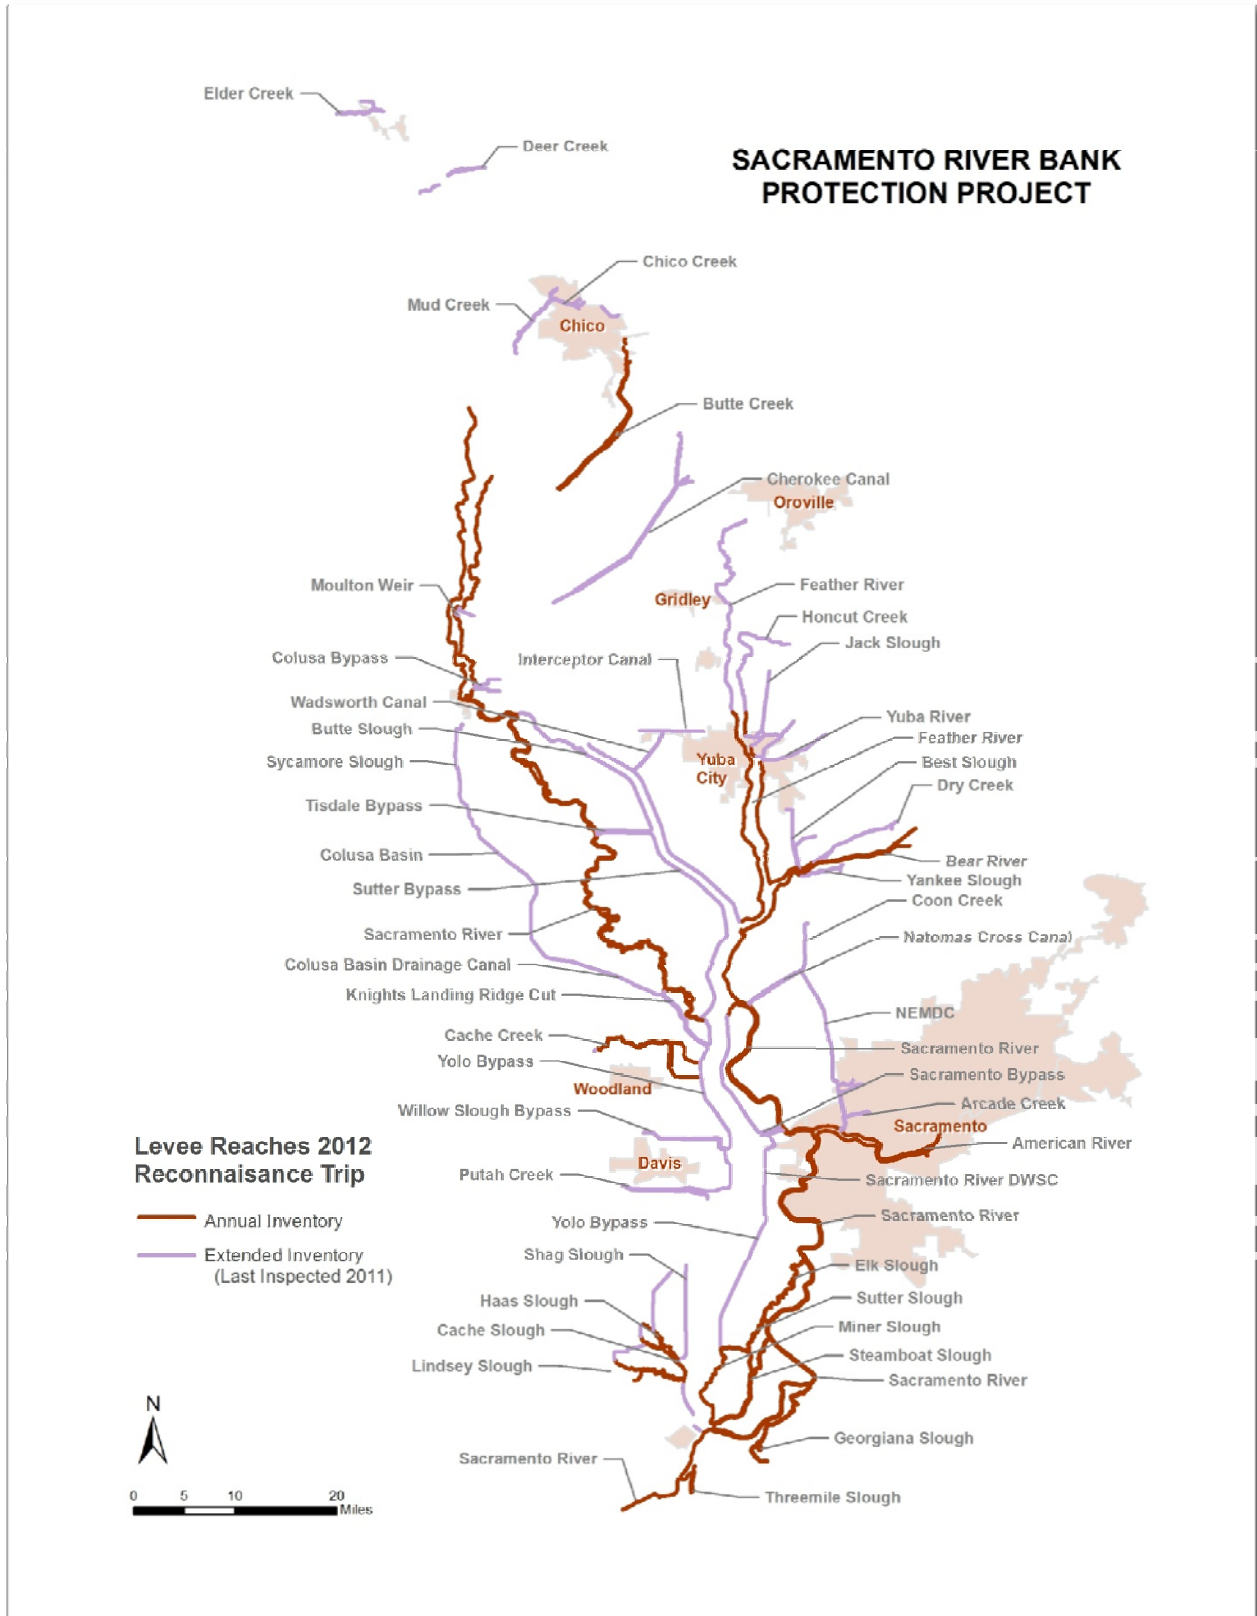 Elder Creek
Deer Creek
SACRAMENTO RIVER BANK
PROTECTION PROJECT
Chico Creek
Mud Creek
Chico
Butte Creek
Cherokee Canal
Oroville
Moulton Weir
Feather River
Gridley
Honcut Creek
Jack Slough
Colusa Bypass
Interceptor Canal
Wadsworth Canal
Yuba River
Butte Slough
Feather River
Yuba
City
Sycamore Slough
Best Slough
Dry Creek
Tisdale Bypass
Colusa Basin
Bear River
Sutter Bypass
Yankee Slough
Coon Creek
Sacramento River
Natomas Cross Canal
Colusa Basin Drainage Canal
Knights Landing Ridge Cut
NEMDC
Cache Creek
Sacramento River
Yolo Bypass
Sacramento Bypass
Woodland
Willow Slough Bypass
Arcade Creek
Sacramento
American River
Levee Reaches 2012
Reconnaisance Trip
Davis
Putah Creek
Sacramento River DWSC
Annual Inventory
Yolo Bypass
Sacramento River
Extended Inventory
(Last Inspected 2011)
Shag Slough
Elk Slough
Haas Slough
Sutter Slough
Cache Slough
Miner Slough
Lindsey Slough
Steamboat Slough
Sacramento River
N
Georgiana Slough
Sacramento River
0 5 10 20
Miles
Threemile Slough